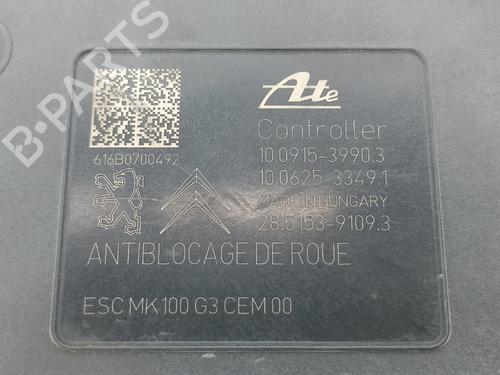 Ate
Controller
10.0915-3990.3
10.0625-3349.1
MADE IN HUNGARY
28.5153-9109.3
616B0700492
ANTIBLOCAGE DE ROUE
ESC MK100 G3 CEM 00
B-PARTS